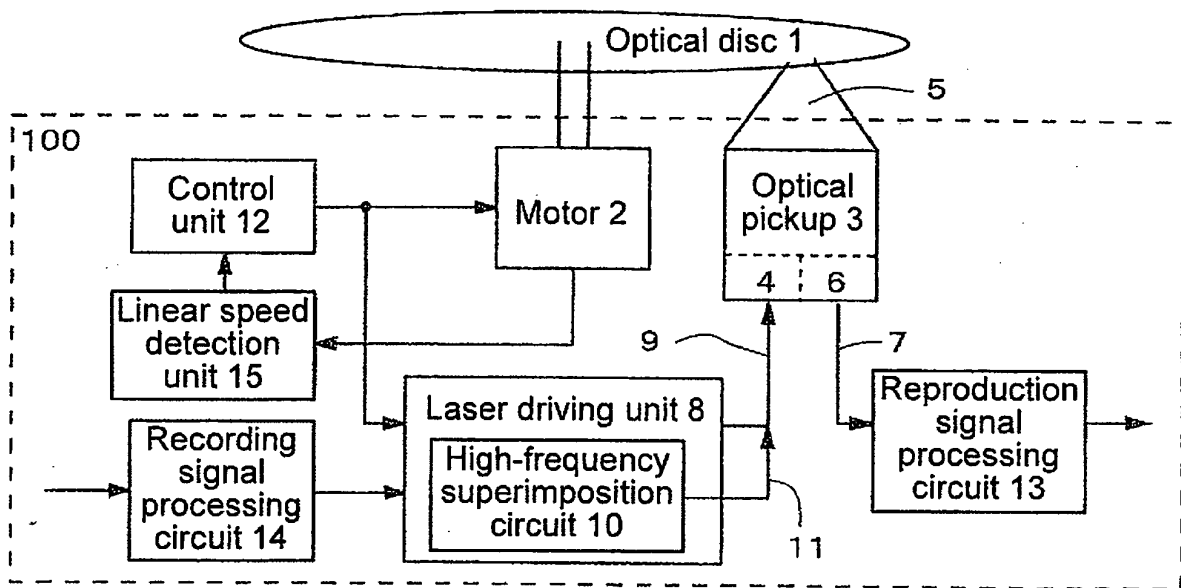 Optical disc 1
5
100
Control
unit 12
Motor 2
Optical
pickup 3
4 6
Linear speed
detection
unit 15
9
7
Laser driving unit 8
High-frequency
superimposition
circuit 10
11
Recording
signal
processing
circuit 14
Reproduction
signal
processing
circuit 13